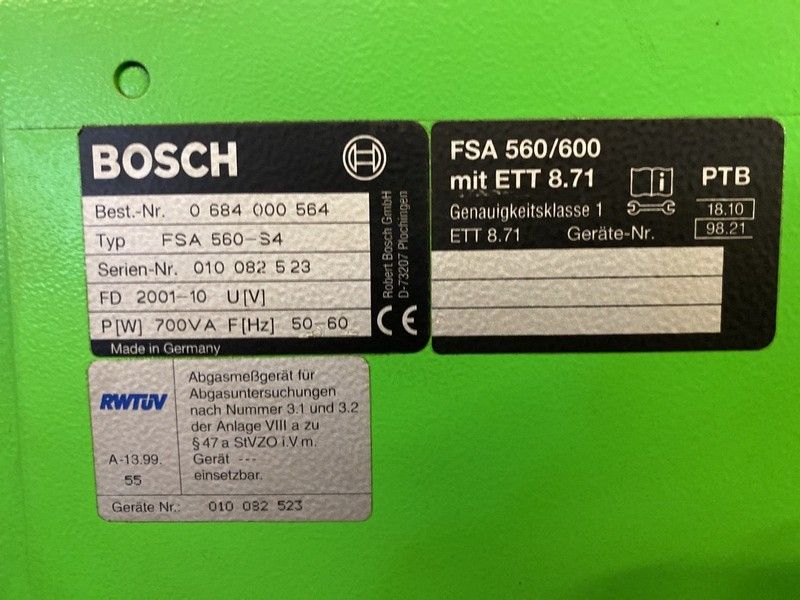 BOSCH
Best.-Nr. 0 684 000 564
Typ FSA 560-S4
Serien-Nr. 010 082 523
FD 2001-10 U[V]
P[W] 700VA F[Hz] 50-60
Made in Germany
Robert Bosch GmbH
D-73207 Plochingen
CE
FSA 560/600
mit ETT 8.71
Genauigkeitsklasse 1
ETT 8.71 Geräte-Nr.
PTB
18.10
98.21
RWTÜV
A-13.99.
55
Abgasmeßgerät für
Abgasuntersuchungen
nach Nummer 3.1 und 3.2
der Anlage VIII a zu
§ 47 a StVZO i.V m.
Gerät ---
einsetzbar.
Geräte Nr.: 010 082 523